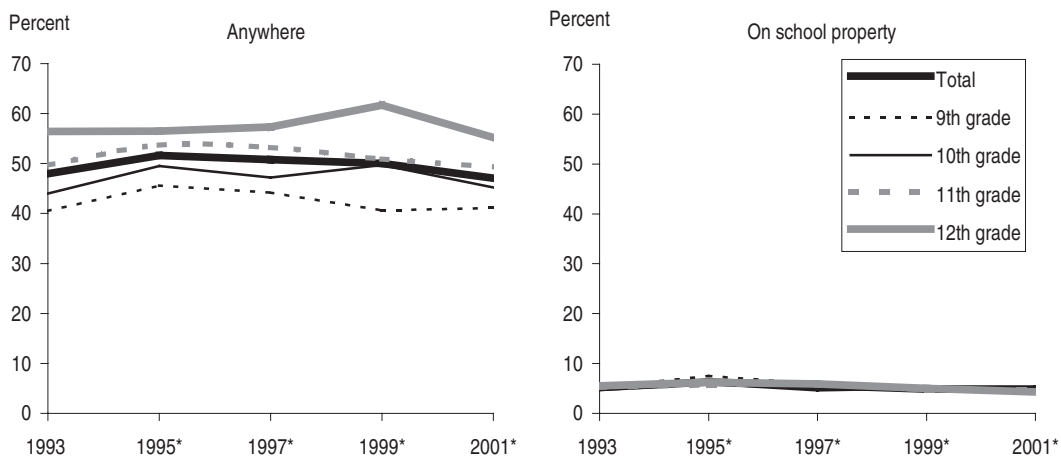 Percent
Anywhere
70
60
50
40
30
20
10
0
1993
1995*
1997*
1999*
2001*
Percent
On school property
70
60
50
40
30
20
10
0
1993
1995*
1997*
1999*
2001*
Total
9th grade
10th grade
11th grade
12th grade